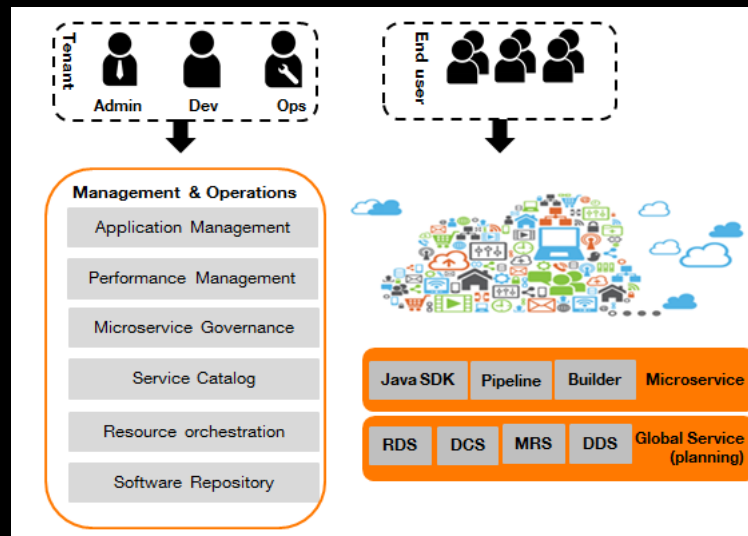 Tenant
Admin
Dev
Ops
End user
Management & Operations
Application Management
Performance Management
Microservice Governance
Service Catalog
Resource orchestration
Software Repository
Java SDK
Pipeline
Builder
Microservice
RDS
DCS
MRS
DDS
Global Service
(planning)